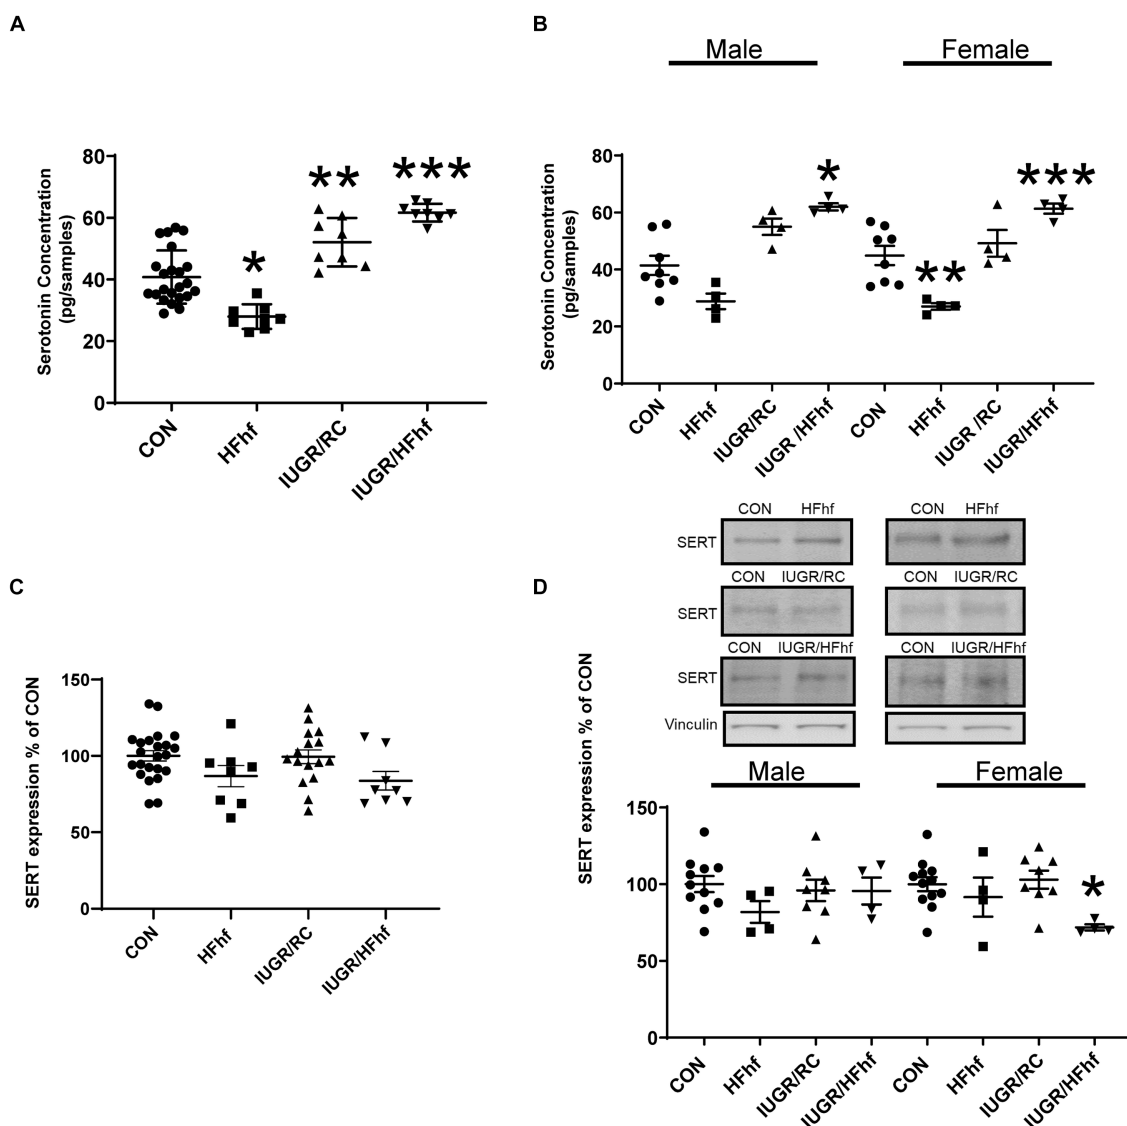 A
Serotonin Concentration
(pg/samples)
80
60
40
20
0
*
**
***
CON
HFhf
IUGR/RC
IUGR/HFhf
B
Male
Female
Serotonin Concentration
(pg/samples)
80
60
40
20
0
*
**
***
CON
HFhf
IUGR/RC
IUGR /HFhf
CON
HFhf
IUGR /RC
IUGR/HFhf
C
SERT expression % of CON
150
100
50
0
CON
HFhf
IUGR/RC
IUGR/HFhf
D
CON HFhf CON HFhf
SERT
CON IUGR/RC CON IUGR/RC
SERT
CON IUGR/HFhf CON IUGR/HFhf
SERT
Vinculin
Male
Female
SERT expression % of CON
150
100
50
0
*
CON
HFhf
IUGR/RC
IUGR/HFhf
CON
HFhf
IUGR/RC
IUGR/HFhf